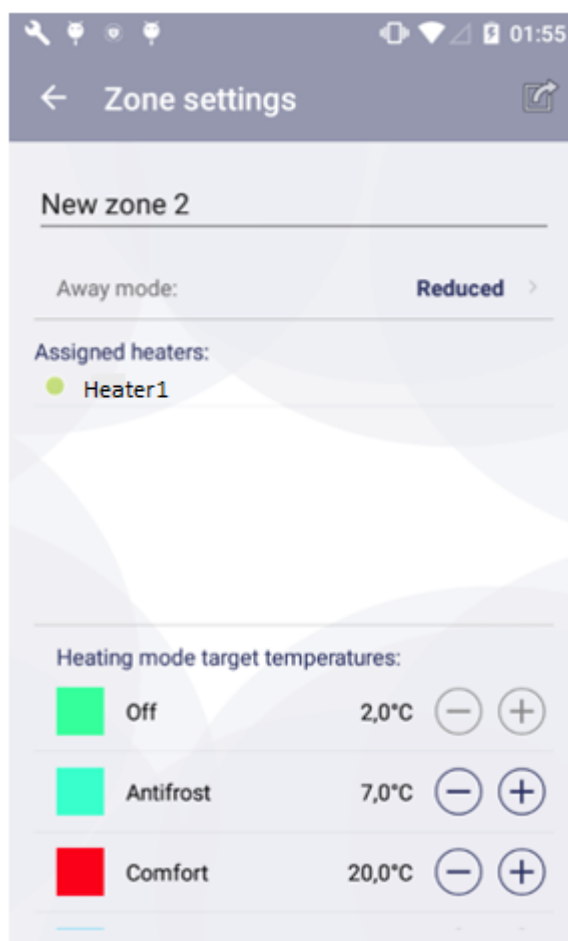 01:55
Zone settings
New zone 2
Away mode: Reduced
Assigned heaters:
Heater1
Heating mode target temperatures:
Off 2,0°C
Antifrost 7,0°C
Comfort 20,0°C